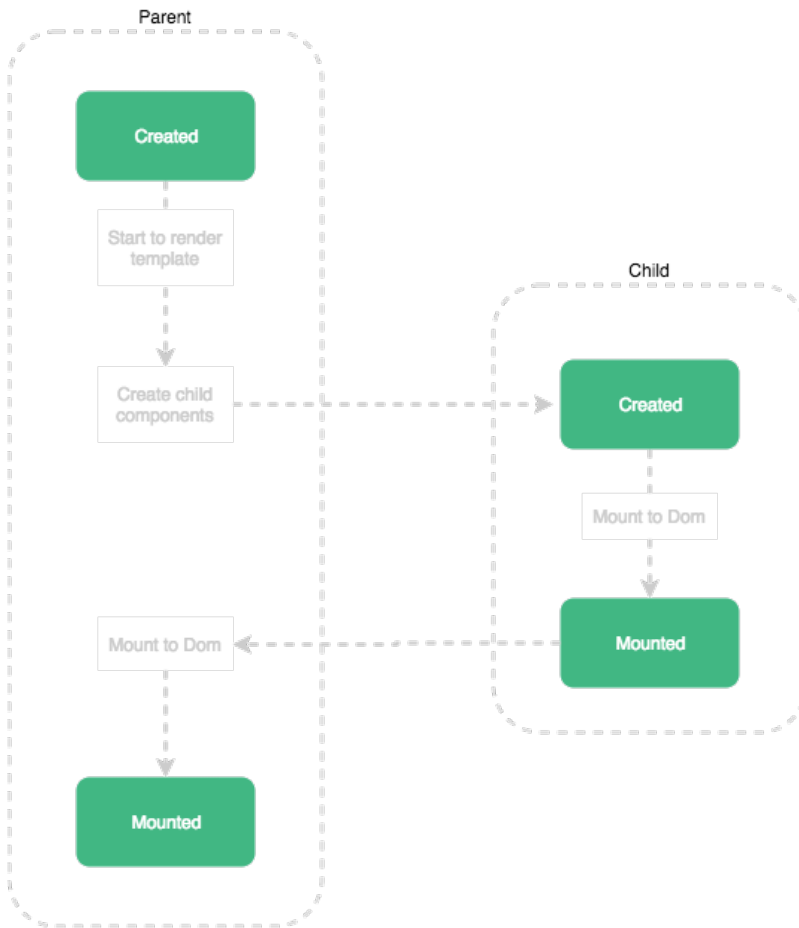 Parent
Created
Start to render
template
Create child
components
Child
Created
Mount to Dom
Mounted
Mount to Dom
Mounted